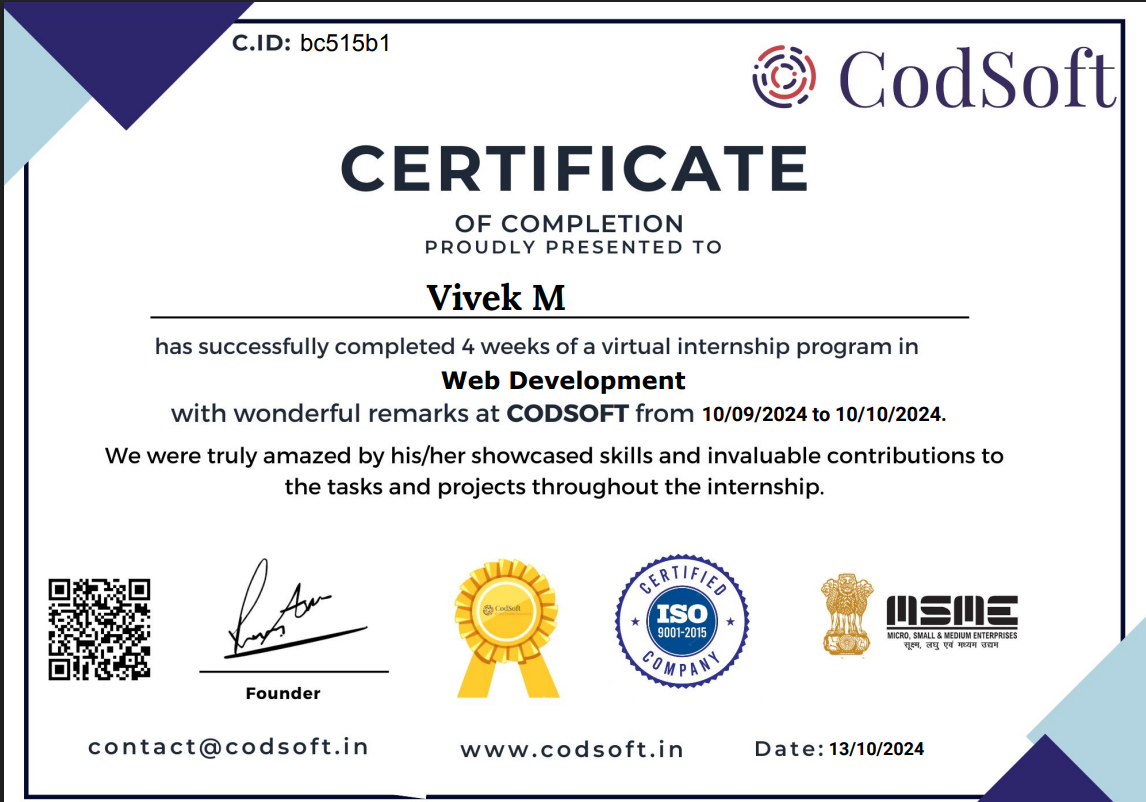 C.ID: bc515b1
CodSoft
CERTIFICATE
OF COMPLETION
PROUDLY PRESENTED TO
Vivek M
has successfully completed 4 weeks of a virtual internship program in
Web Development
with wonderful remarks at CODSOFT from 10/09/2024 to 10/10/2024.
We were truly amazed by his/her showcased skills and invaluable contributions to
the tasks and projects throughout the internship.
Founder
CodSoft
CERTIFIED
ISO
9001-2015
COMPANY
MSME
MICRO, SMALL & MEDIUM ENTERPRISES
सूक्ष्म, लघु एवं मध्यम उद्यम
contact@codsoft.in
www.codsoft.in
Date: 13/10/2024